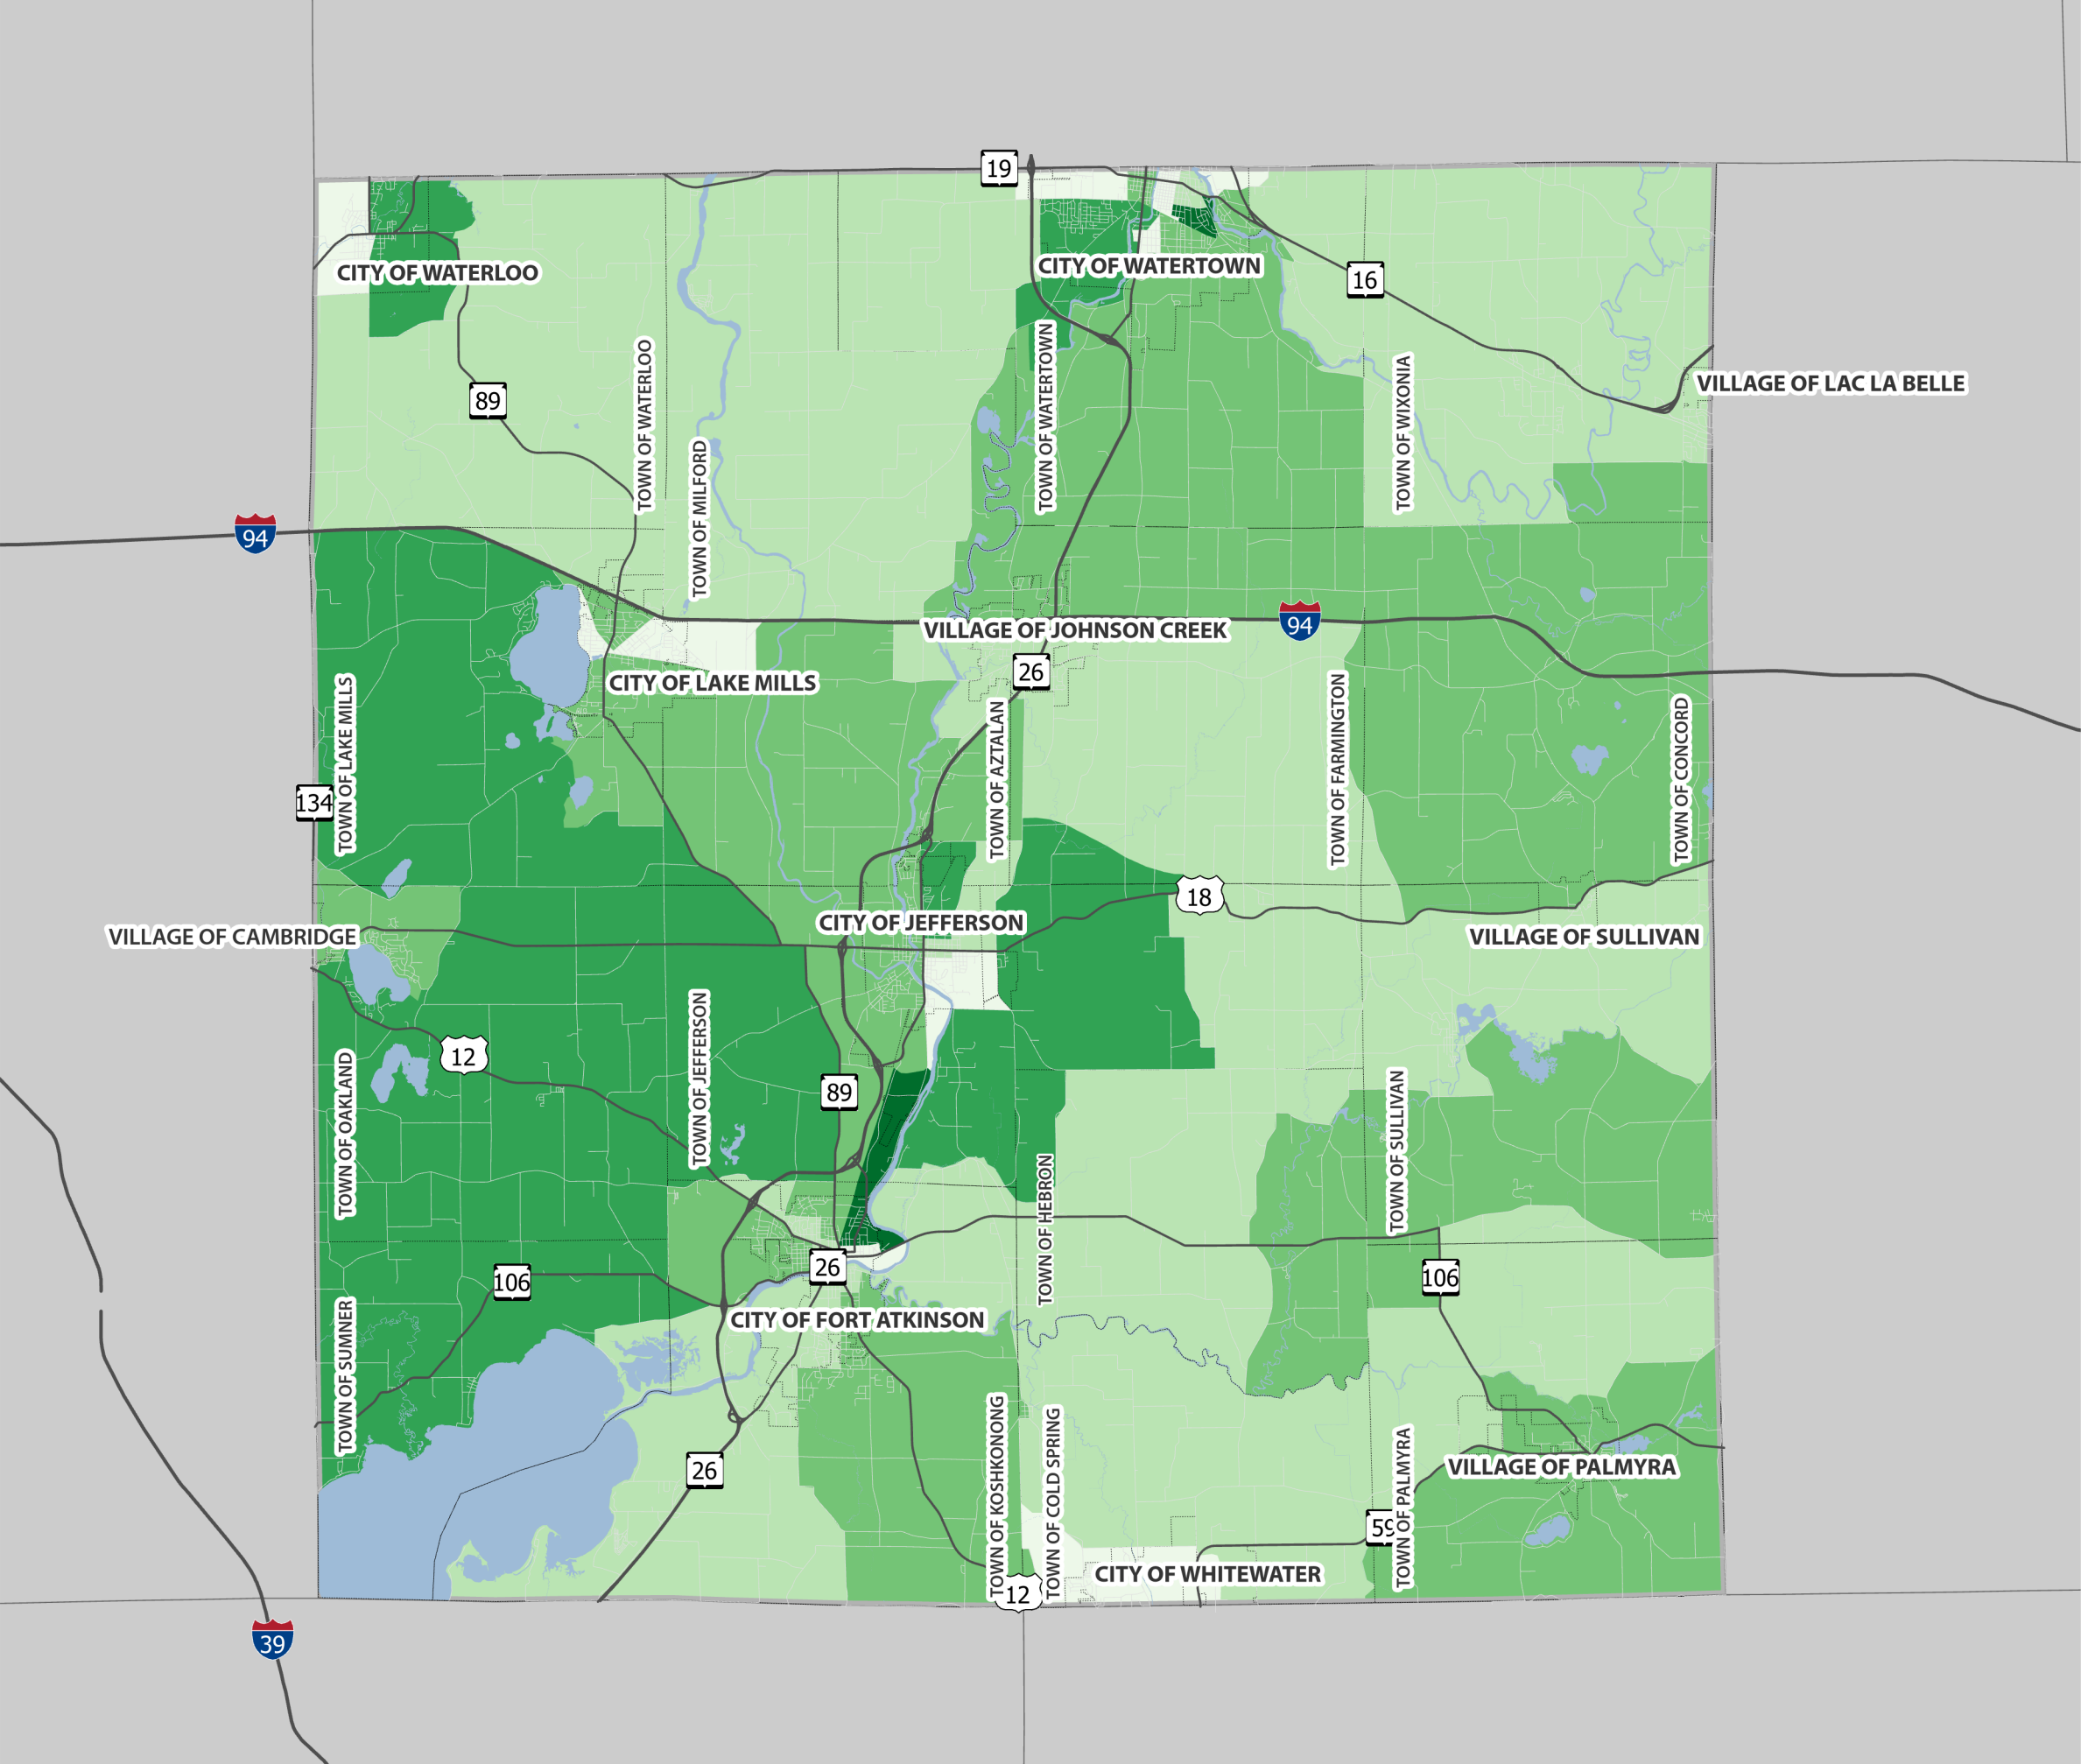 19
CITY OF WATERLOO
CITY OF WATERTOWN
16
TOWN OF WATERLOO
TOWN OF WATERTOWN
TOWN OF WIXONIA
VILLAGE OF LAC LA BELLE
89
TOWN OF MILFORD
94
94
VILLAGE OF JOHNSON CREEK
26
CITY OF LAKE MILLS
TOWN OF LAKE MILLS
TOWN OF AZTALAN
TOWN OF FARMINGTON
TOWN OF CONCORD
134
18
CITY OF JEFFERSON
VILLAGE OF CAMBRIDGE
VILLAGE OF SULLIVAN
12
TOWN OF OAKLAND
TOWN OF JEFFERSON
89
TOWN OF SULLIVAN
TOWN OF HEBRON
26
106
106
CITY OF FORT ATKINSON
TOWN OF SUMNER
26
TOWN OF KOSHKONONG
TOWN OF COLD SPRING
TOWN OF PALMYRA
VILLAGE OF PALMYRA
59
CITY OF WHITEWATER
12
39